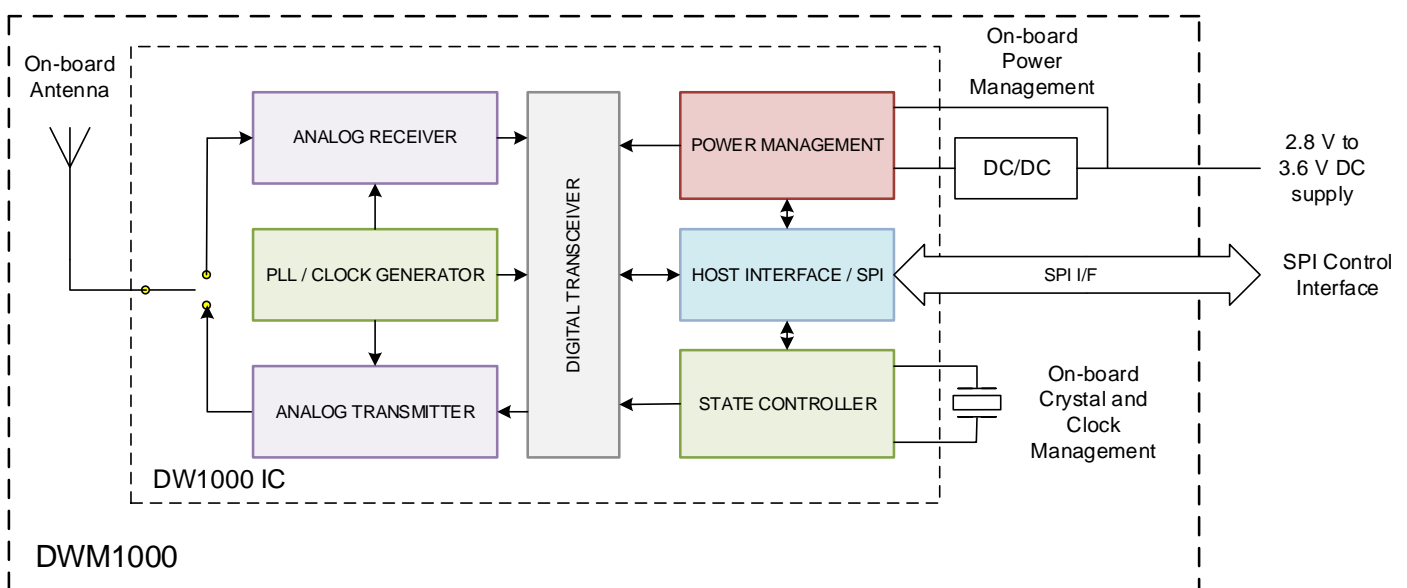 On-board
Antenna
ANALOG RECEIVER
PLL / CLOCK GENERATOR
ANALOG TRANSMITTER
DIGITAL TRANSCEIVER
POWER MANAGEMENT
HOST INTERFACE / SPI
STATE CONTROLLER
On-board
Power
Management
DC/DC
2.8 V to
3.6 V DC
supply
SPI I/F
SPI Control
Interface
On-board
Crystal and
Clock
Management
DW1000 IC
DWM1000